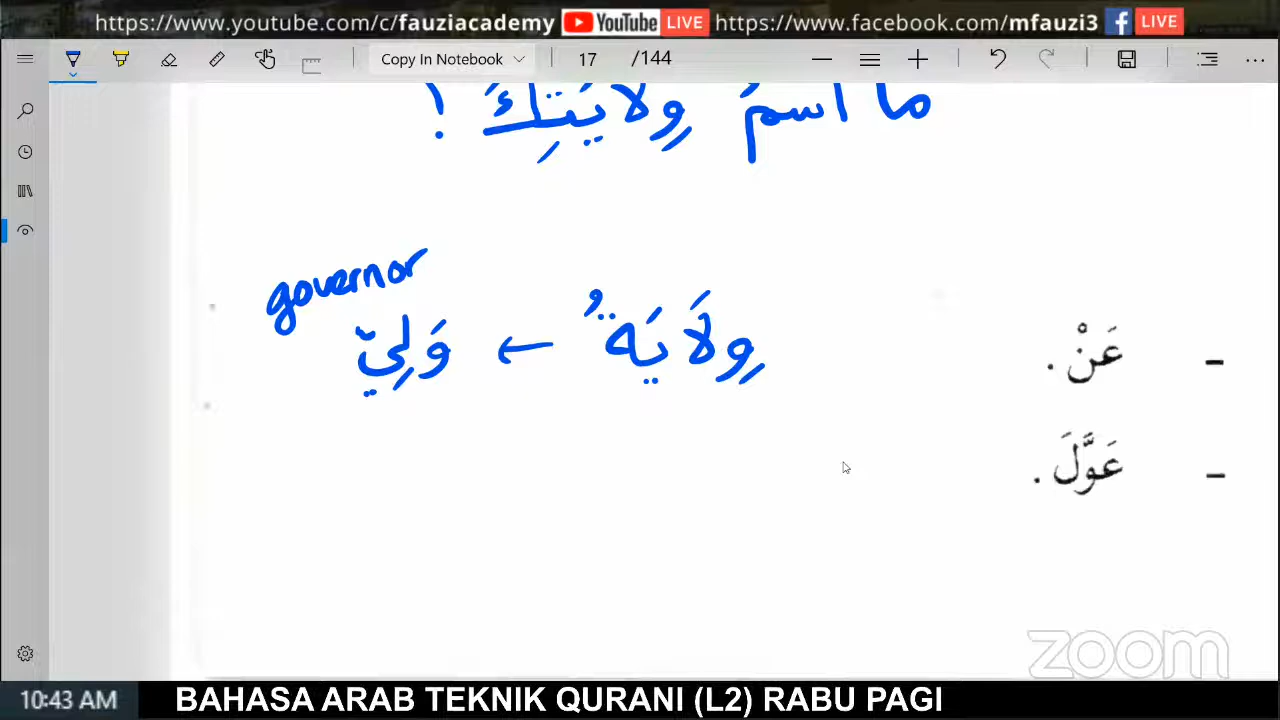 https://www.youtube.com/c/fauziacademy YouTube LIVE https://www.facebook.com/mfauzi3 LIVE
Copy In Notebook 17 /144
ما اسمُ وِلَايَتِكَ ؟
governor
وِلَايَةٌ ← وَلِيّ
- عَنْ .
- عَوَّلَ .
zoom
10:43 AM BAHASA ARAB TEKNIK QURANI (L2) RABU PAGI